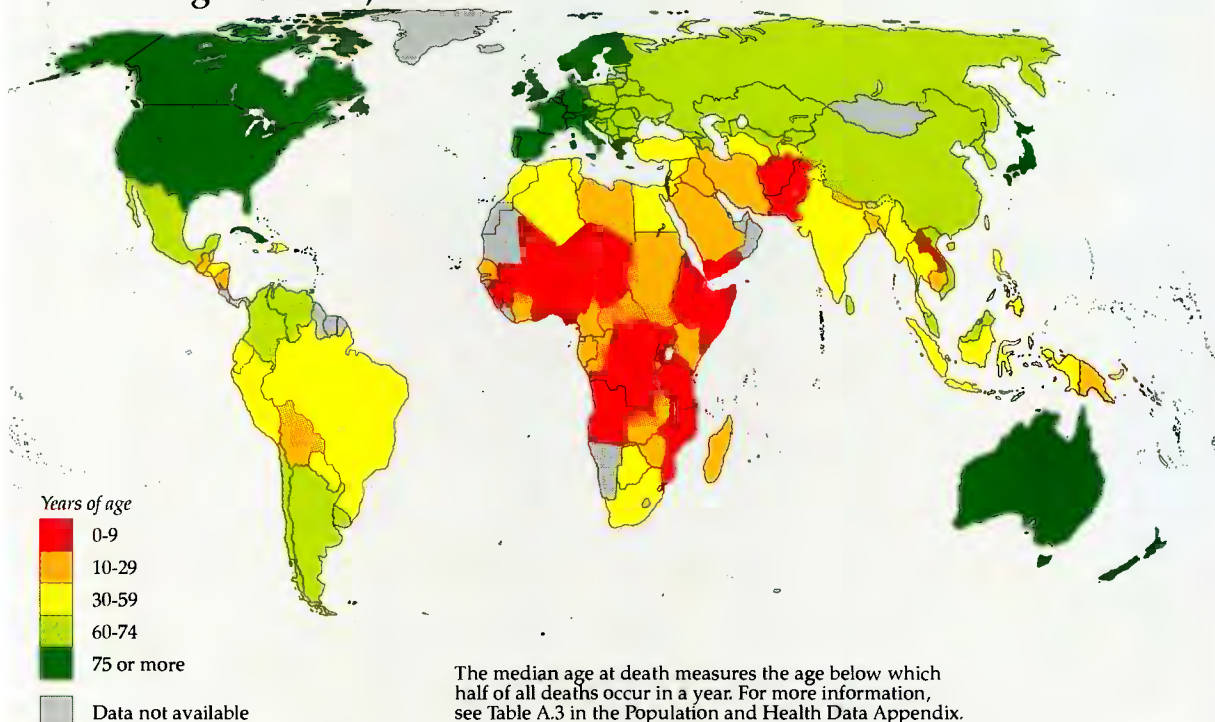 Years of age
0-9
10-29
30-59
60-74
75 or more
Data not available
The median age at death measures the age below which
half of all deaths occur in a year. For more information,
see Table A.3 in the Population and Health Data Appendix.